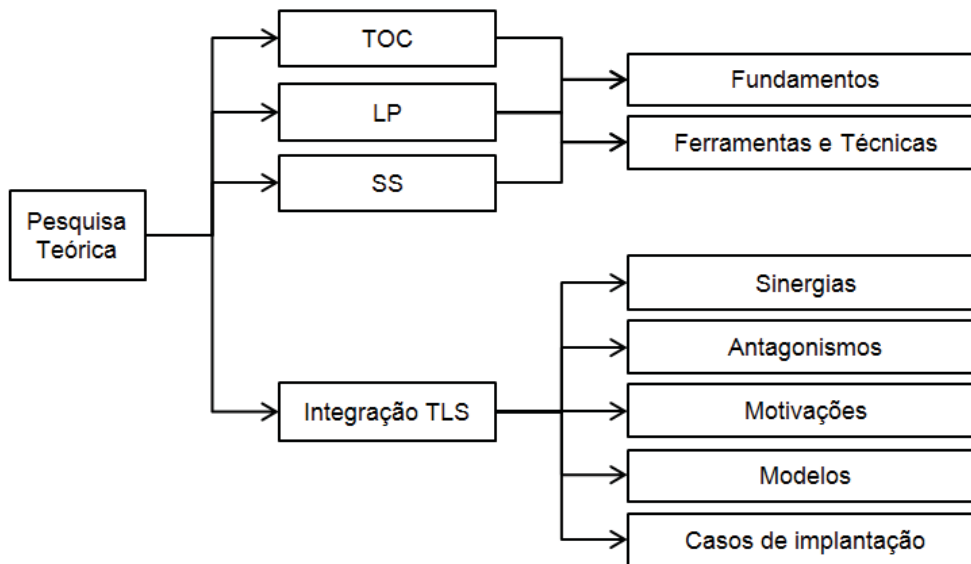 TOC
LP
SS
Fundamentos
Ferramentas e Técnicas
Pesquisa
Teórica
Integração TLS
Sinergias
Antagonismos
Motivações
Modelos
Casos de implantação